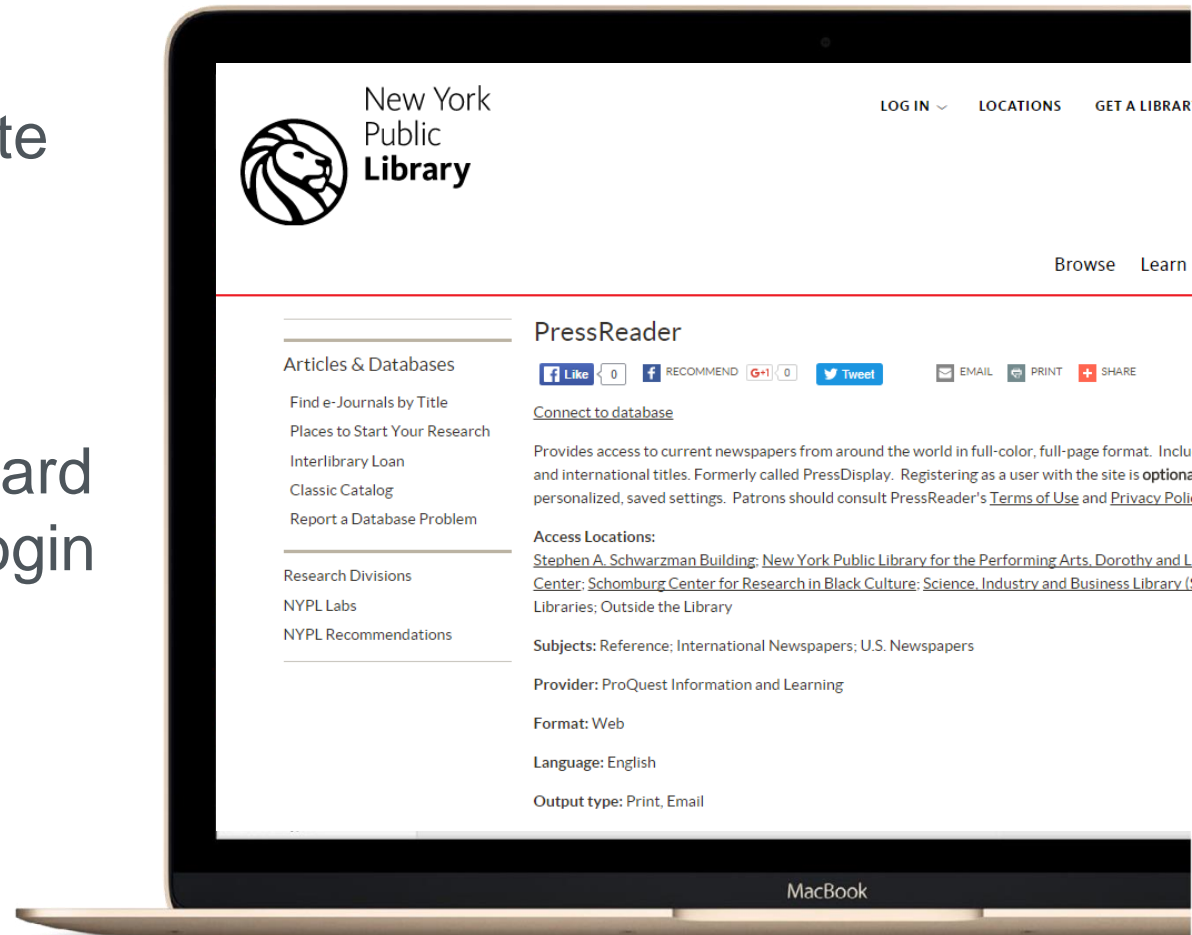 te
ard
ogin
New York
Public
Library
LOG IN
LOCATIONS
GET A LIBRAR
Browse Learn
Articles & Databases
Find e-Journals by Title
Places to Start Your Research
Interlibrary Loan
Classic Catalog
Report a Database Problem
Research Divisions
NYPL Labs
NYPL Recommendations
PressReader
Like 0 RECOMMEND G+1 0 Tweet EMAIL PRINT SHARE
Connect to database
Provides access to current newspapers from around the world in full-color, full-page format. Inclu
and international titles. Formerly called PressDisplay. Registering as a user with the site is optiona
personalized, saved settings. Patrons should consult PressReader's Terms of Use and Privacy Poli
Access Locations:
Stephen A. Schwarzman Building; New York Public Library for the Performing Arts, Dorothy and L
Center; Schomburg Center for Research in Black Culture; Science, Industry and Business Library (S
Libraries; Outside the Library
Subjects: Reference; International Newspapers; U.S. Newspapers
Provider: ProQuest Information and Learning
Format: Web
Language: English
Output type: Print, Email
MacBook